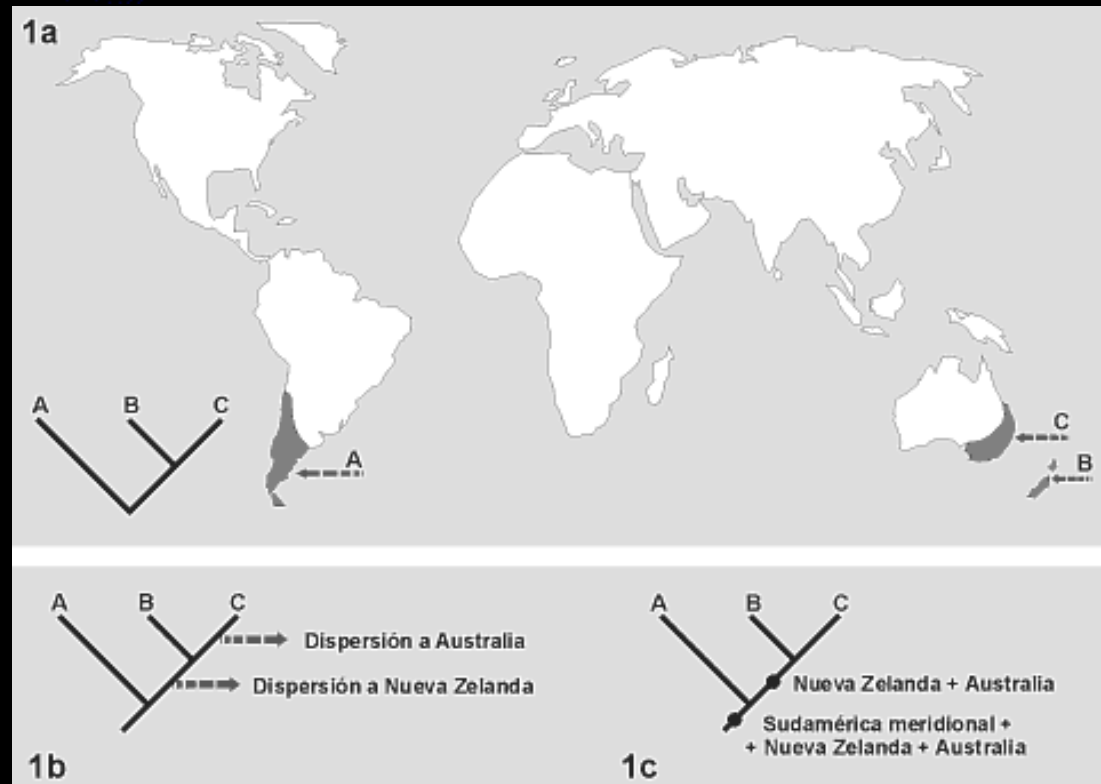 1a
A B C
A
C
B
A B C
Dispersión a Australia
Dispersión a Nueva Zelanda
1b
A B C
Nueva Zelanda + Australia
Sudamérica meridional +
+ Nueva Zelanda + Australia
1c